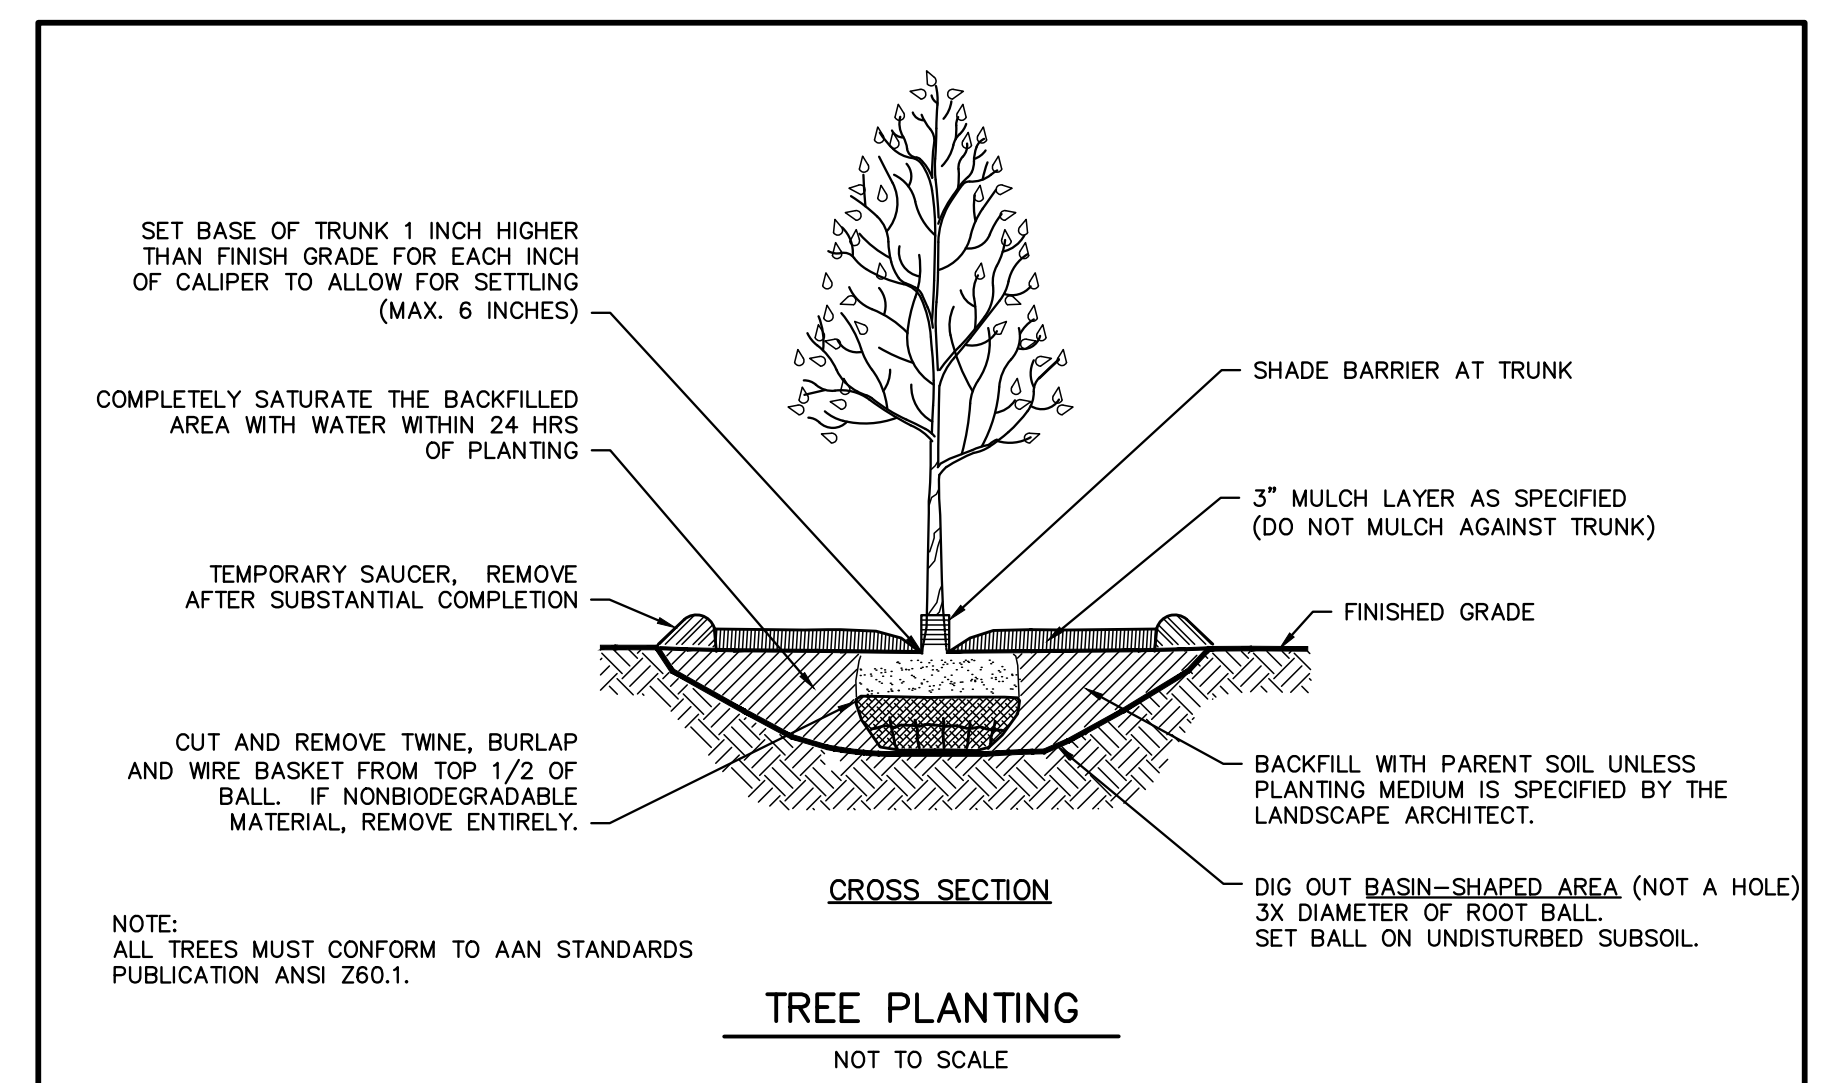 SET BASE OF TRUNK 1 INCH HIGHER
THAN FINISH GRADE FOR EACH INCH
OF CALIPER TO ALLOW FOR SETTLING
(MAX. 6 INCHES)
COMPLETELY SATURATE THE BACKFILLED
AREA WITH WATER WITHIN 24 HRS
OF PLANTING
TEMPORARY SAUCER, REMOVE
AFTER SUBSTANTIAL COMPLETION
CUT AND REMOVE TWINE, BURLAP
AND WIRE BASKET FROM TOP 1/2 OF
BALL. IF NONBIODEGRADABLE
MATERIAL, REMOVE ENTIRELY.
SHADE BARRIER AT TRUNK
3" MULCH LAYER AS SPECIFIED
(DO NOT MULCH AGAINST TRUNK)
FINISHED GRADE
BACKFILL WITH PARENT SOIL UNLESS
PLANTING MEDIUM IS SPECIFIED BY THE
LANDSCAPE ARCHITECT.
DIG OUT BASIN-SHAPED AREA (NOT A HOLE)
3X DIAMETER OF ROOT BALL.
SET BALL ON UNDISTURBED SUBSOIL.
CROSS SECTION
NOTE:
ALL TREES MUST CONFORM TO AAN STANDARDS
PUBLICATION ANSI Z60.1.
TREE PLANTING
NOT TO SCALE